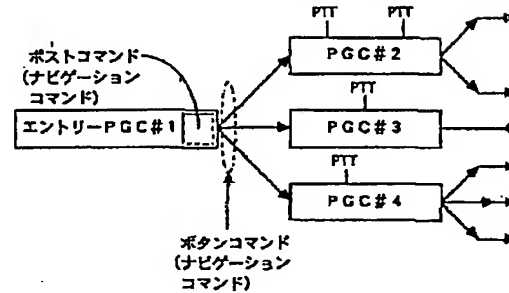 PTT PTT
PGC#2
ポストコマンド
(ナビゲーション
コマンド)
PTT
エントリーPGC#1
PGC#3
PTT
PGC#4
ボタンコマンド
(ナビゲーション
コマンド)